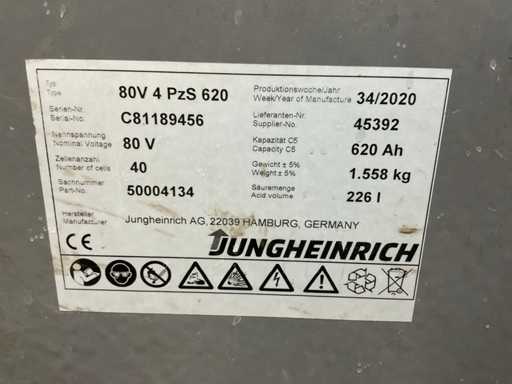 Typ
Type
80V 4 PzS 620
Produktionswoche/Jahr
Week/Year of Manufacture
34/2020
Serien-Nr.
Serial-No.
C81189456
Lieferanten-Nr.
Supplier-No.
45392
Nennspannung
Nominal Voltage
80 V
Kapazität C5
Capacity C5
620 Ah
Zellenanzahl
Number of cells
40
Gewicht ± 5%
Weight ± 5%
1.558 kg
Sachnummer
Part-No.
50004134
Säuremenge
Acid volume
226 l
Hersteller
Manufacturer
Jungheinrich AG, 22039 HAMBURG, GERMANY
CE
JUNGHEINRICH